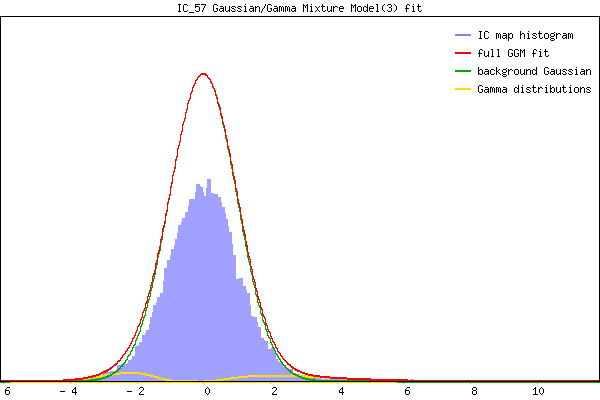 IC_57 Gaussian/Gamma Mixture Model(3) fit
IC map histogram
full GGM fit
background Gaussian
Gamma distributions
6 -4 -2 0 2 4 6 8 10